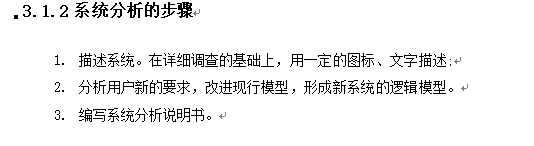 3.1.2系统分析的步骤
1. 描述系统。在详细调查的基础上，用一定的图标、文字描述;
2. 分析用户新的要求，改进现行模型，形成新系统的逻辑模型。
3. 编写系统分析说明书。